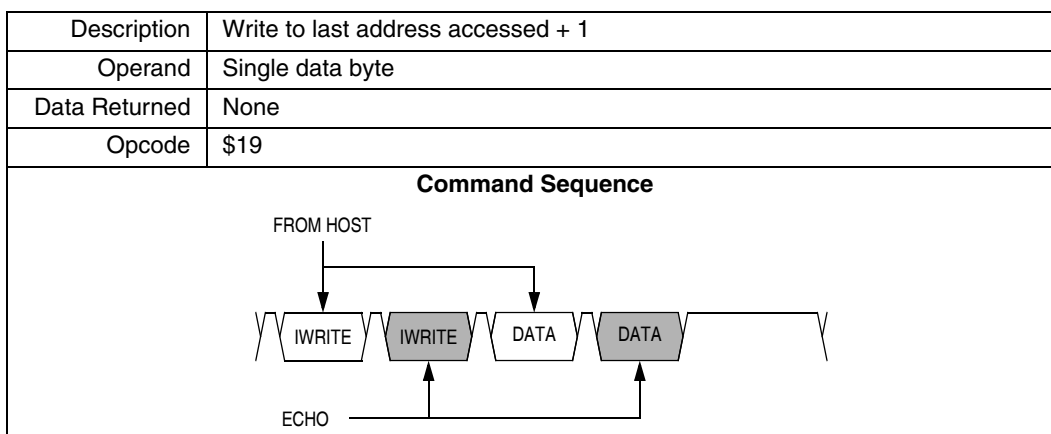 Description Write to last address accessed + 1
Operand Single data byte
Data Returned None
Opcode $19
Command Sequence
FROM HOST
IWRITE IWRITE DATA DATA
ECHO